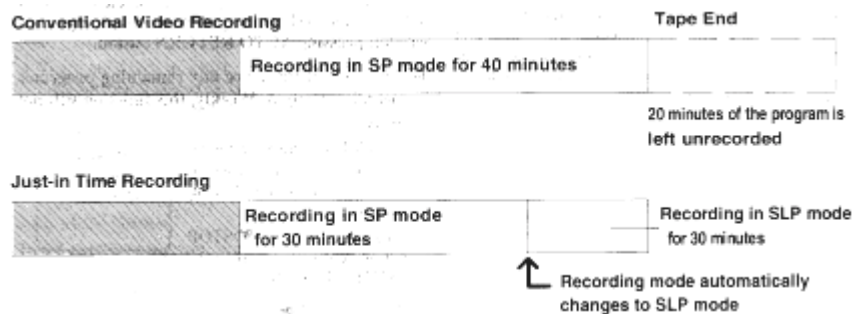 Conventional Video Recording
Tape End
Recording in SP mode for 40 minutes
20 minutes of the program is
left unrecorded
Just-in Time Recording
Recording in SP mode
for 30 minutes
Recording in SLP mode
for 30 minutes
Recording mode automatically
changes to SLP mode